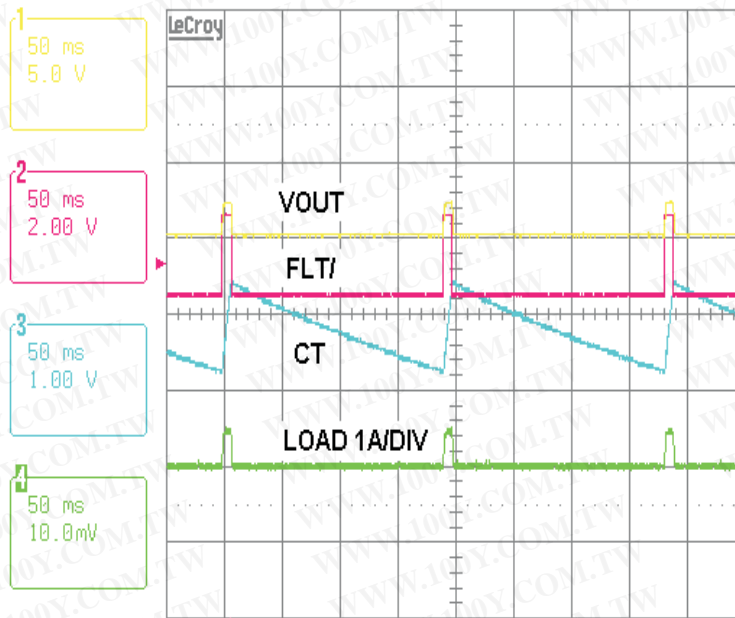 LeCroy
1
50 ms
5.0 V
2
50 ms
2.00 V
3
50 ms
1.00 V
4
50 ms
10.0mV
VOUT
FLT/
CT
LOAD 1A/DIV
WWW.100Y.COM.TW